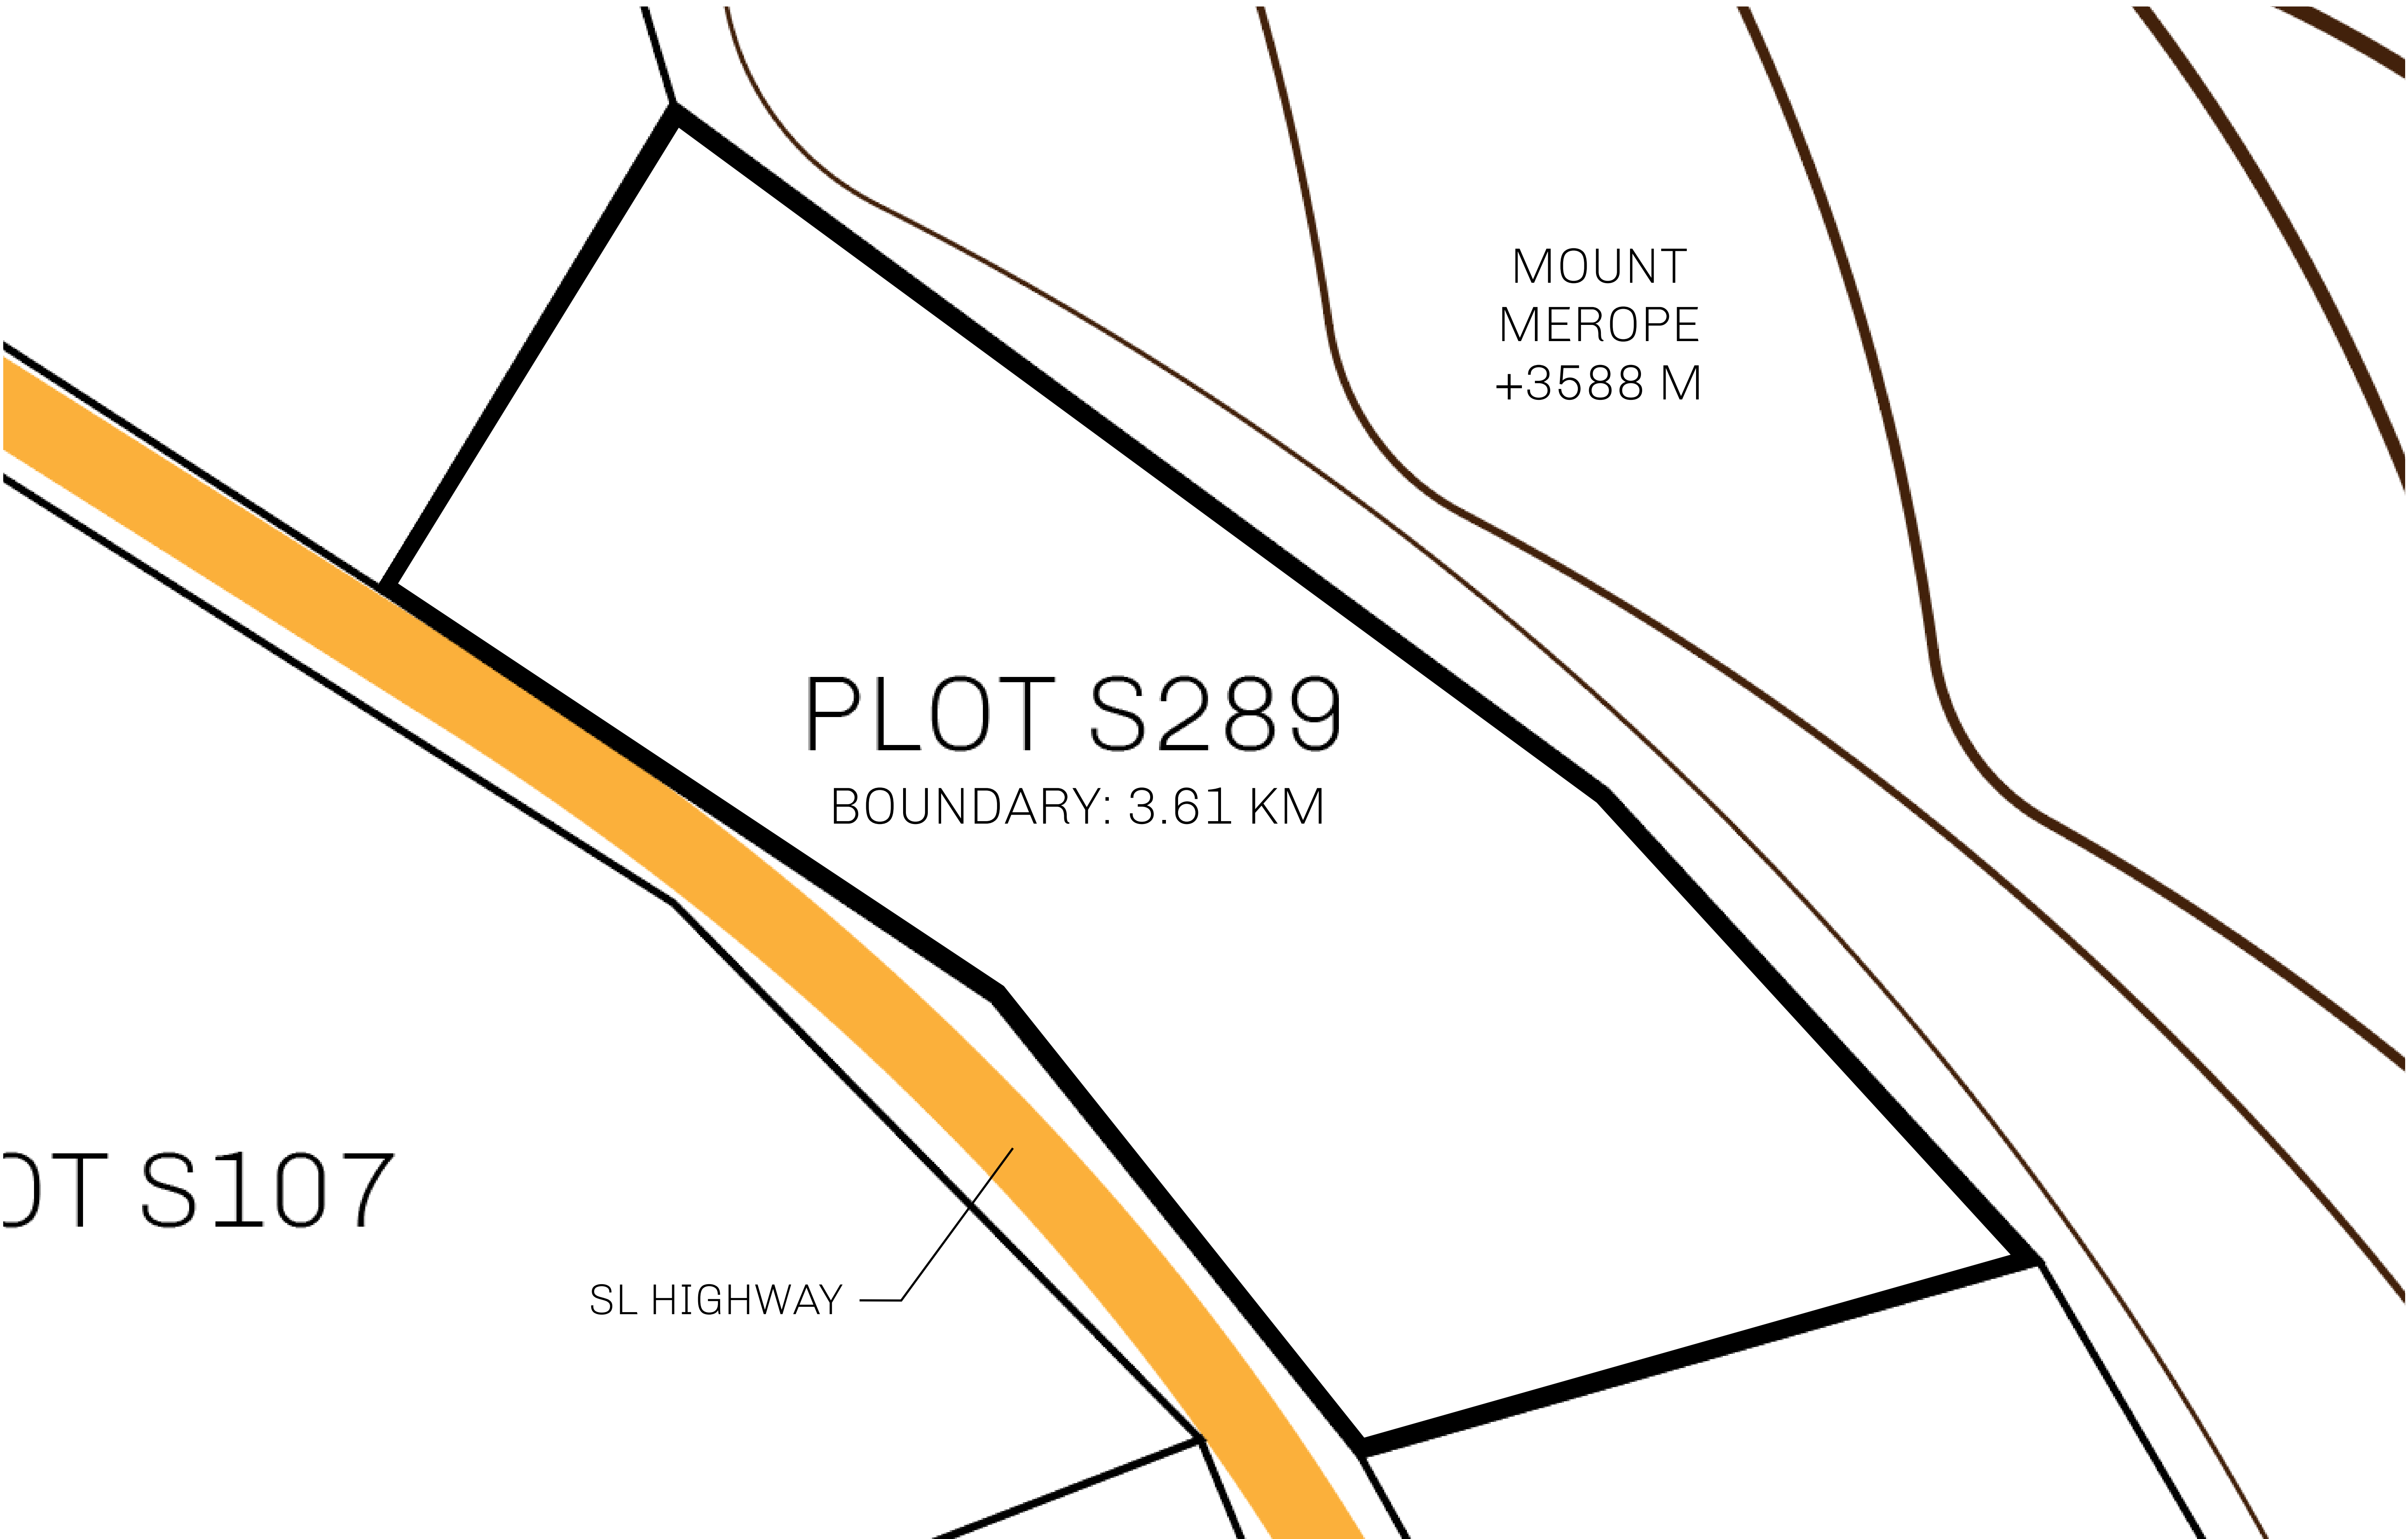 MOUNT
MEROPE
+3588 M
PLOT S289
BOUNDARY: 3.61 KM
S107
SL HIGHWAY